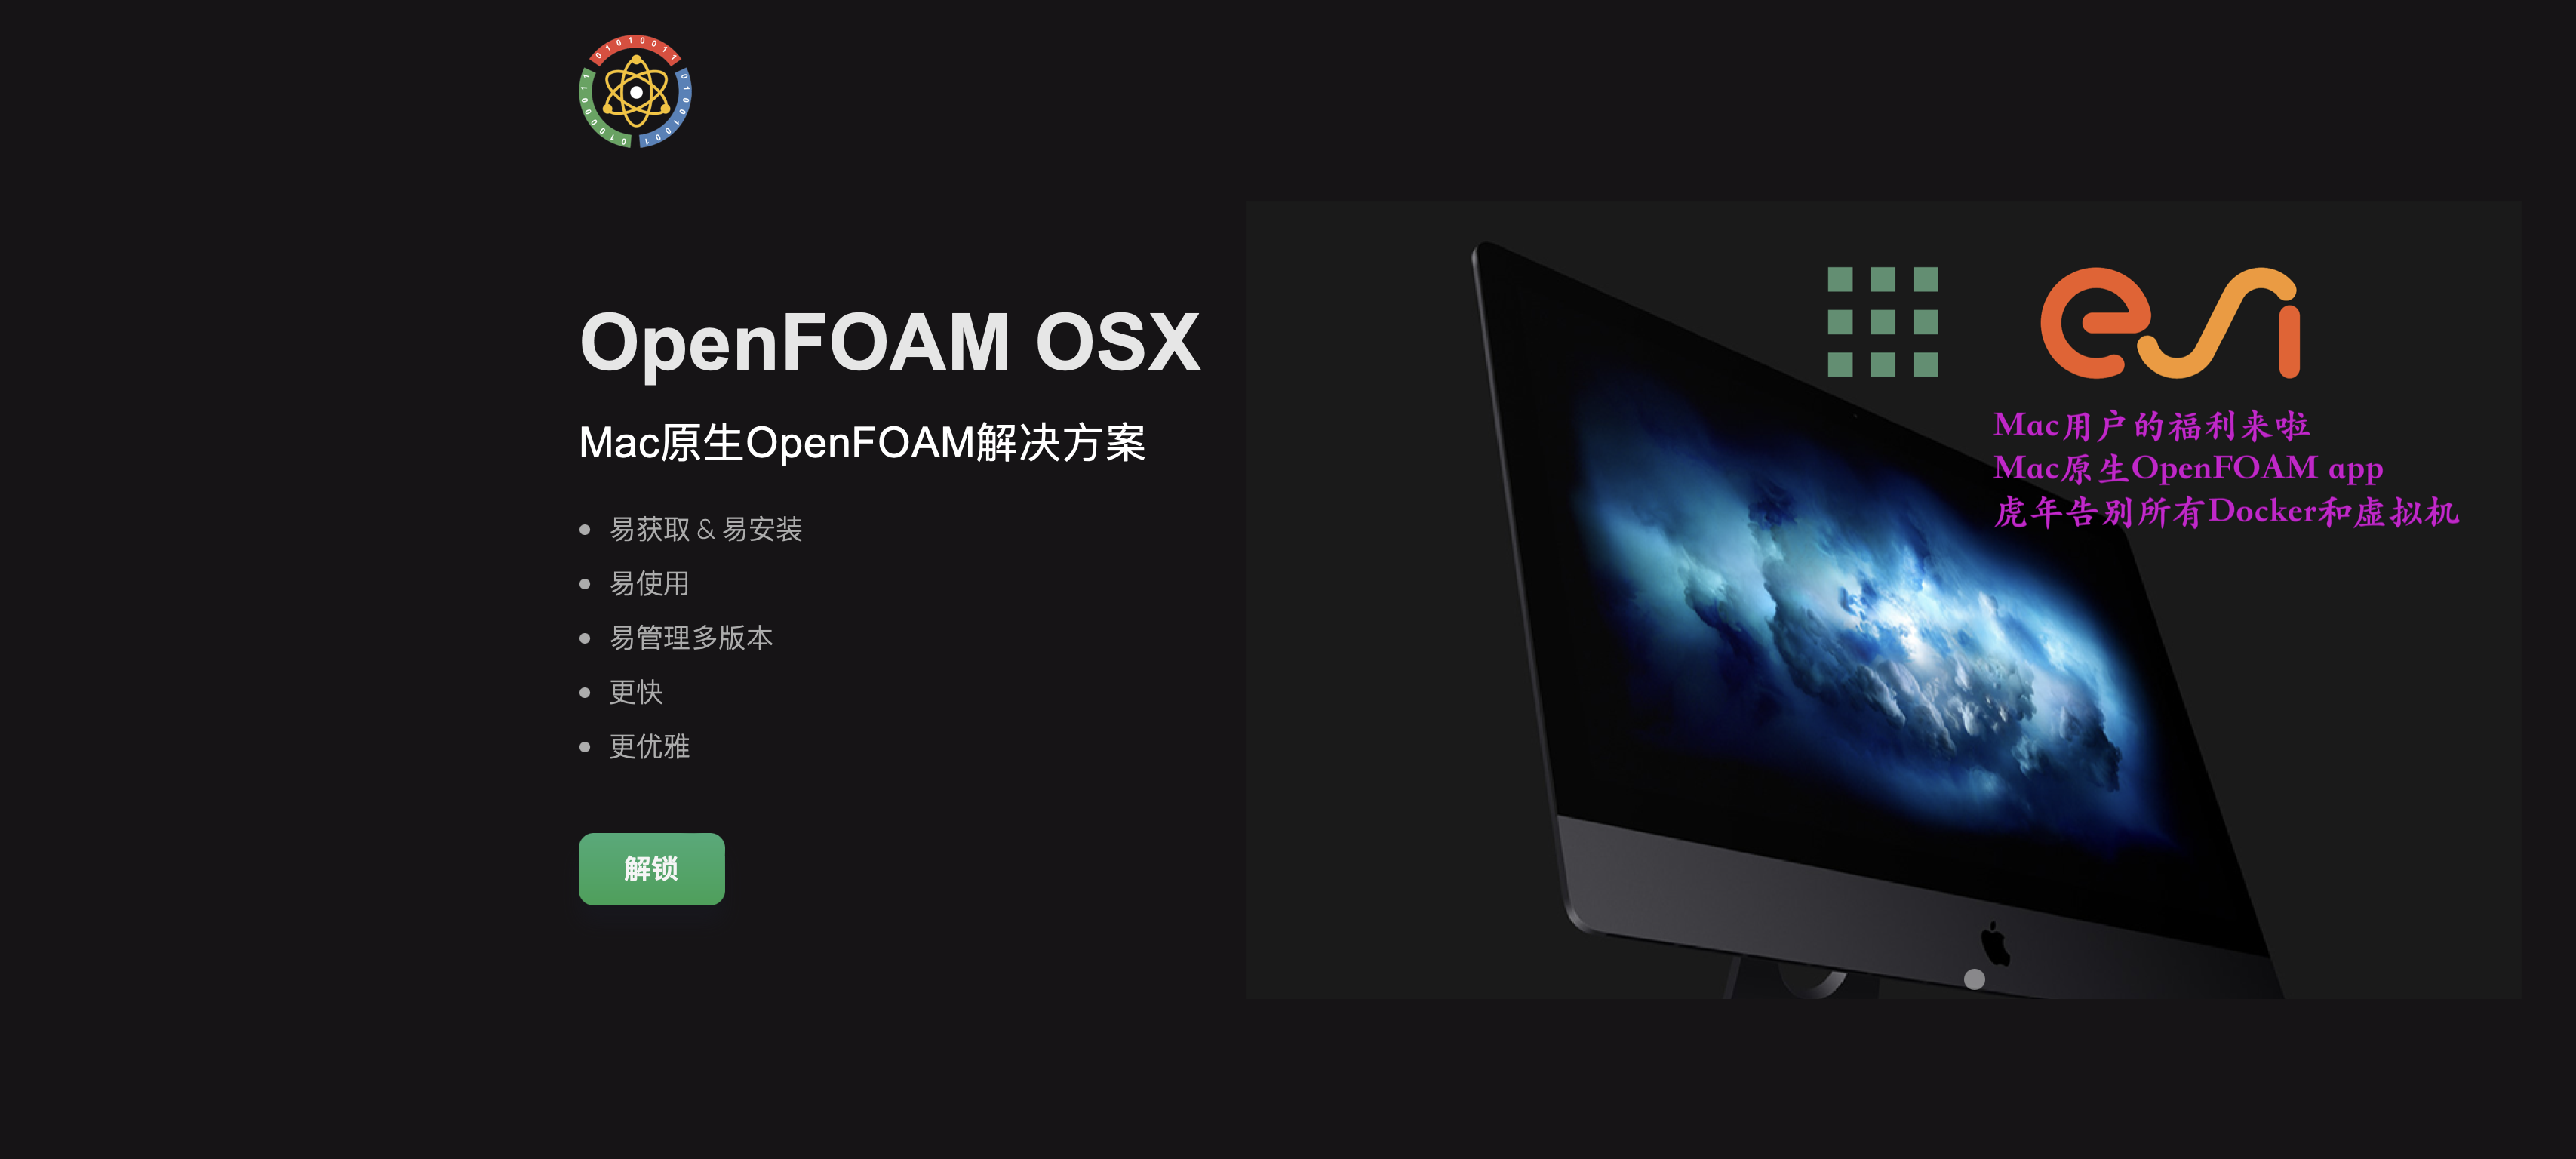 01010011
01000011
01001001
OpenFOAM OSX
Mac原生OpenFOAM解决方案
易获取 & 易安装
易使用
易管理多版本
更快
更优雅
解锁
esi
Mac用户的福利来啦
Mac原生OpenFOAM app
虎年告别所有Docker和虚拟机